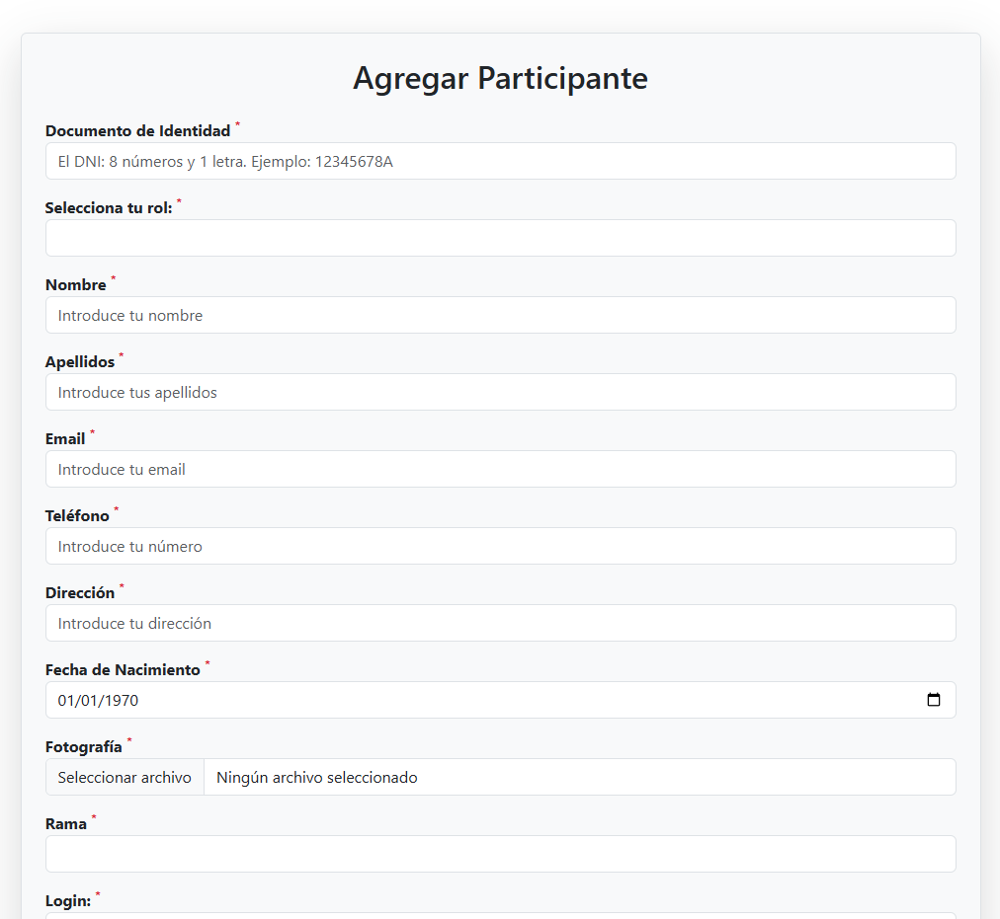 Agregar Participante
Documento de Identidad *
El DNI: 8 números y 1 letra. Ejemplo: 12345678A
Selecciona tu rol: *
Nombre *
Introduce tu nombre
Apellidos *
Introduce tus apellidos
Email *
Introduce tu email
Teléfono *
Introduce tu número
Dirección *
Introduce tu dirección
Fecha de Nacimiento *
01/01/1970
Fotografía *
Seleccionar archivo Ningún archivo seleccionado
Rama *
Login: *